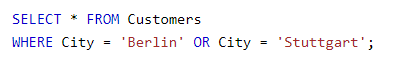 SELECT * FROM Customers
WHERE City = 'Berlin' OR City = 'Stuttgart';